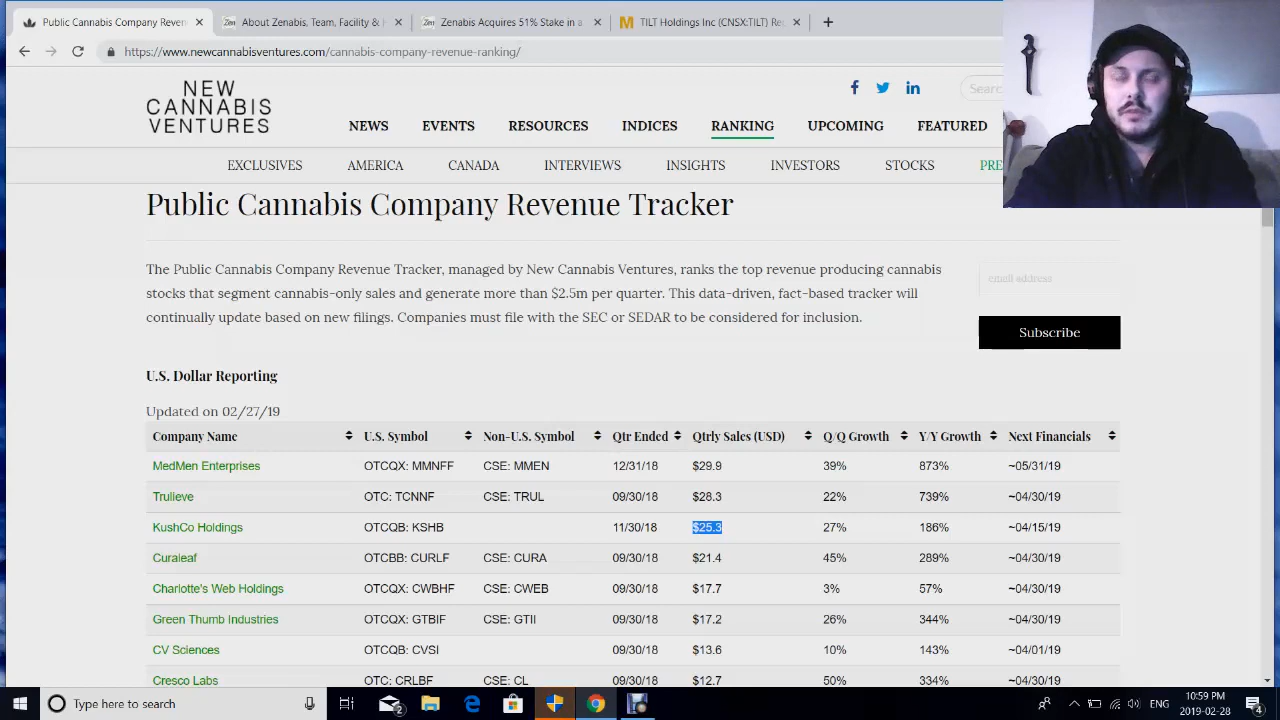 Public Cannabis Company Reven
About Zenabis, Team, Facility &
Zenabis Acquires 51% Stake in a
TILT Holdings Inc (CNSX:TILT) Re
https://www.newcannabisventures.com/cannabis-company-revenue-ranking/
NEW
CANNABIS
VENTURES
Searc
NEWS EVENTS RESOURCES INDICES RANKING UPCOMING FEATURED
EXCLUSIVES AMERICA CANADA INTERVIEWS INSIGHTS INVESTORS STOCKS PRE
Public Cannabis Company Revenue Tracker
The Public Cannabis Company Revenue Tracker, managed by New Cannabis Ventures, ranks the top revenue producing cannabis
stocks that segment cannabis-only sales and generate more than $2.5m per quarter. This data-driven, fact-based tracker will
continually update based on new filings. Companies must file with the SEC or SEDAR to be considered for inclusion.
email address
Subscribe
U.S. Dollar Reporting
Updated on 02/27/19
Company Name U.S. Symbol Non-U.S. Symbol Qtr Ended Qtrly Sales (USD) Q/Q Growth Y/Y Growth Next Financials
MedMen Enterprises OTCQX: MMNFF CSE: MMEN 12/31/18 $29.9 39% 873% ~05/31/19
Trulieve OTC: TCNNF CSE: TRUL 09/30/18 $28.3 22% 739% ~04/30/19
KushCo Holdings OTCQB: KSHB 11/30/18 $25.3 27% 186% ~04/15/19
Curaleaf OTCBB: CURLF CSE: CURA 09/30/18 $21.4 45% 289% ~04/30/19
Charlotte's Web Holdings OTCQX: CWBHF CSE: CWEB 09/30/18 $17.7 3% 57% ~04/30/19
Green Thumb Industries OTCQX: GTBIF CSE: GTII 09/30/18 $17.2 26% 344% ~04/30/19
CV Sciences OTCQB: CVSI 09/30/18 $13.6 10% 143% ~04/01/19
Cresco Labs OTC: CRLBF CSE: CL 09/30/18 $12.7 50% 334% ~04/30/19
Type here to search
2
ENG
10:59 PM
2019-02-28
4